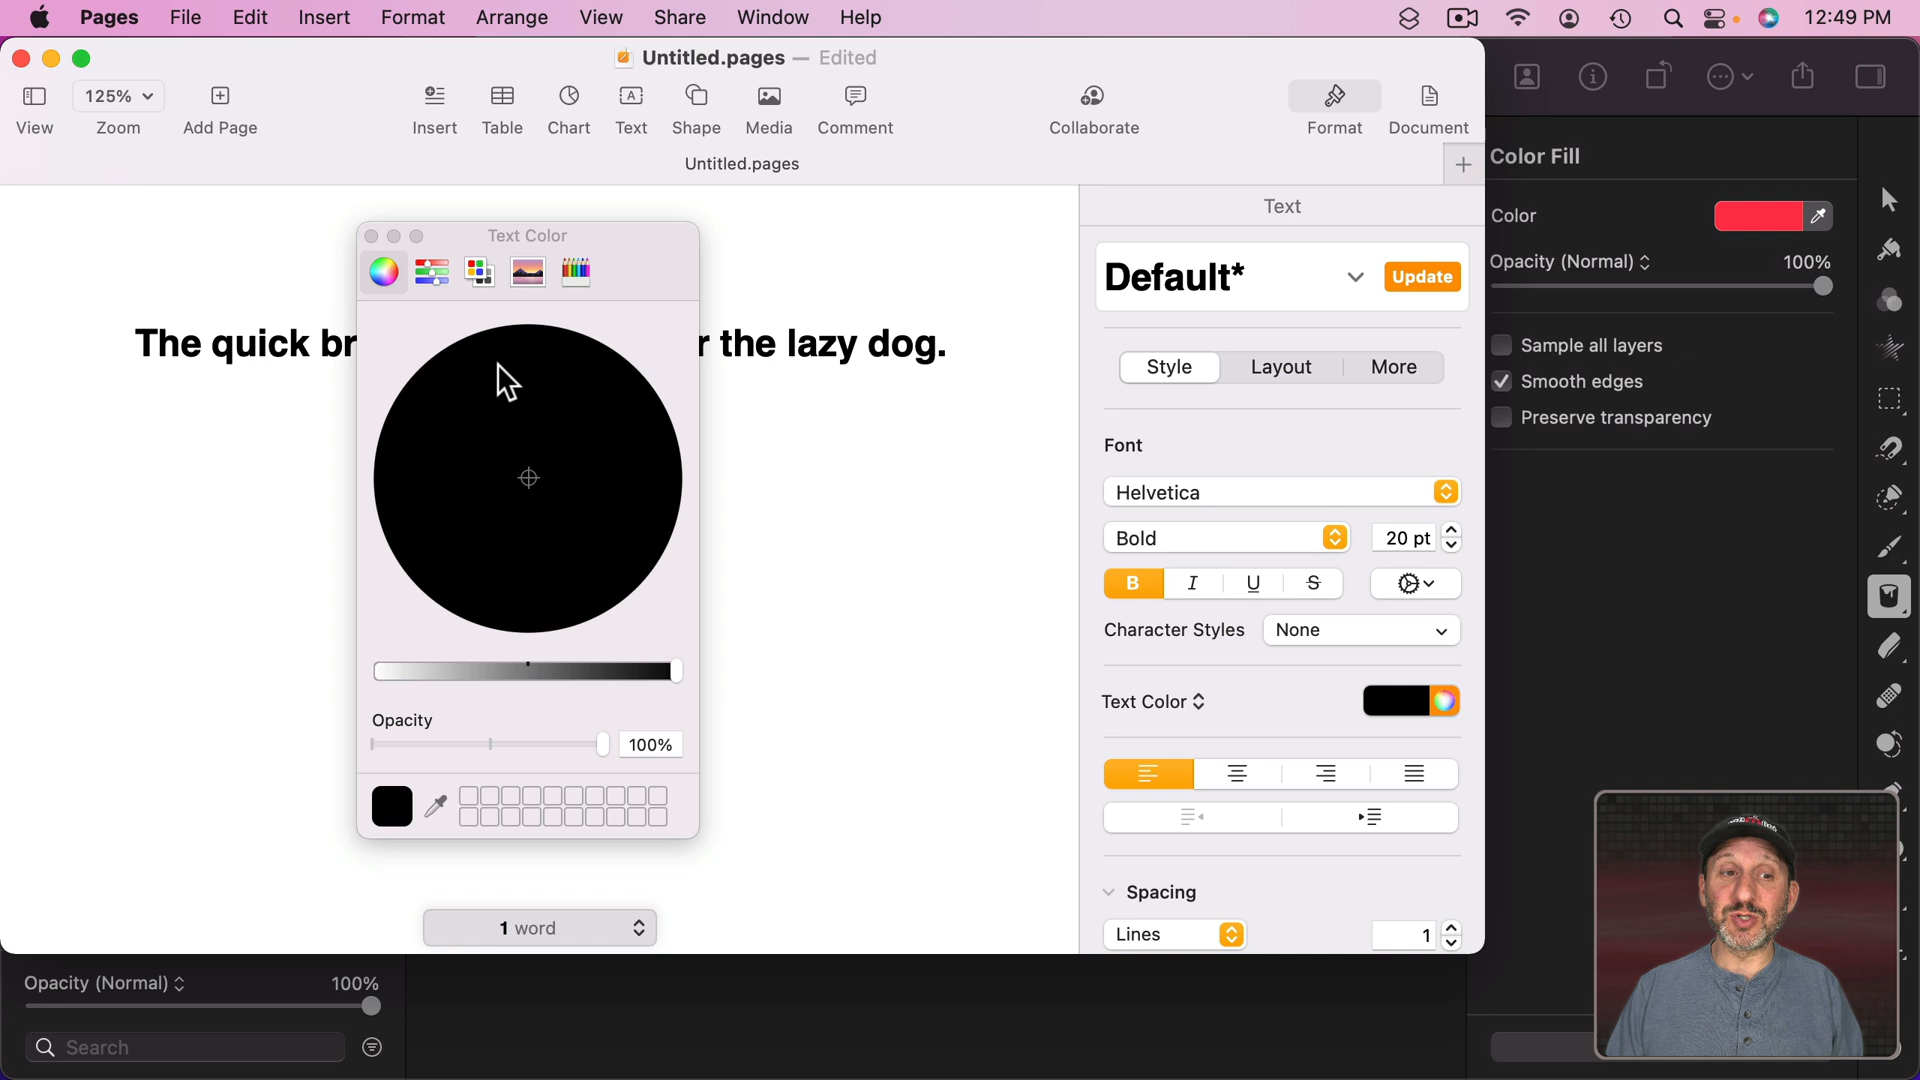 Pages File Edit Insert Format Arrange View Share Window Help 12:49 PM
Untitled.pages — Edited
125%
View Zoom Add Page Insert Table Chart Text Shape Media Comment Collaborate Format Document
Untitled.pages
Color Fill
Text
Color
Text Color
Opacity (Normal) 100%
Default* Update
The quick br r the lazy dog.
Sample all layers
Style Layout More
Smooth edges
Preserve transparency
Font
Helvetica
Bold 20 pt
B I U S
Character Styles None
Text Color
Opacity
100%
Spacing
1 word
Lines 1
Opacity (Normal) 100%
Search